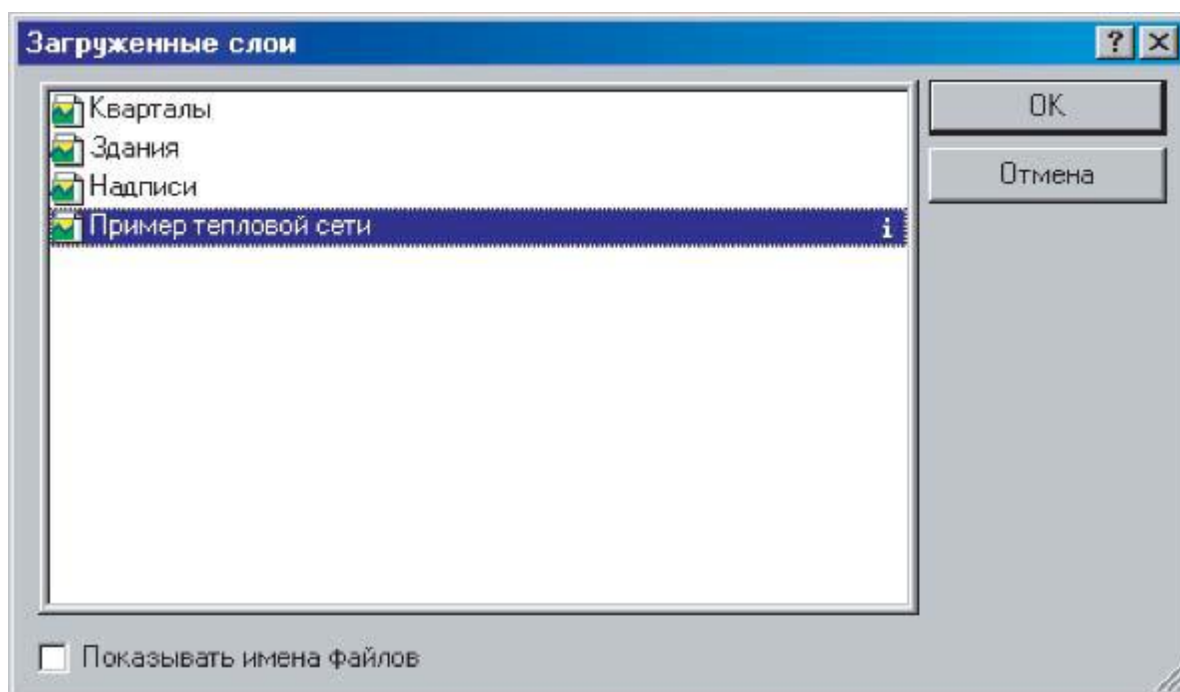 Загруженные слои
? ×
Кварталы
Здания
Надписи
Пример тепловой сети i
OK
Отмена
Показывать имена файлов